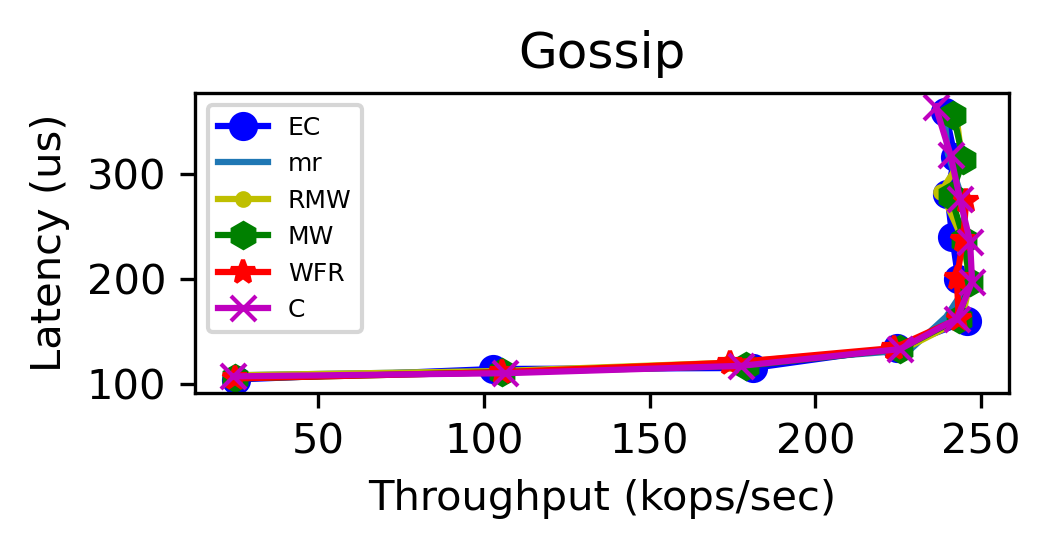 Gossip
Latency (us)
300
200
100
EC
mr
RMW
MW
WFR
C
50
100
150
200
250
Throughput (kops/sec)